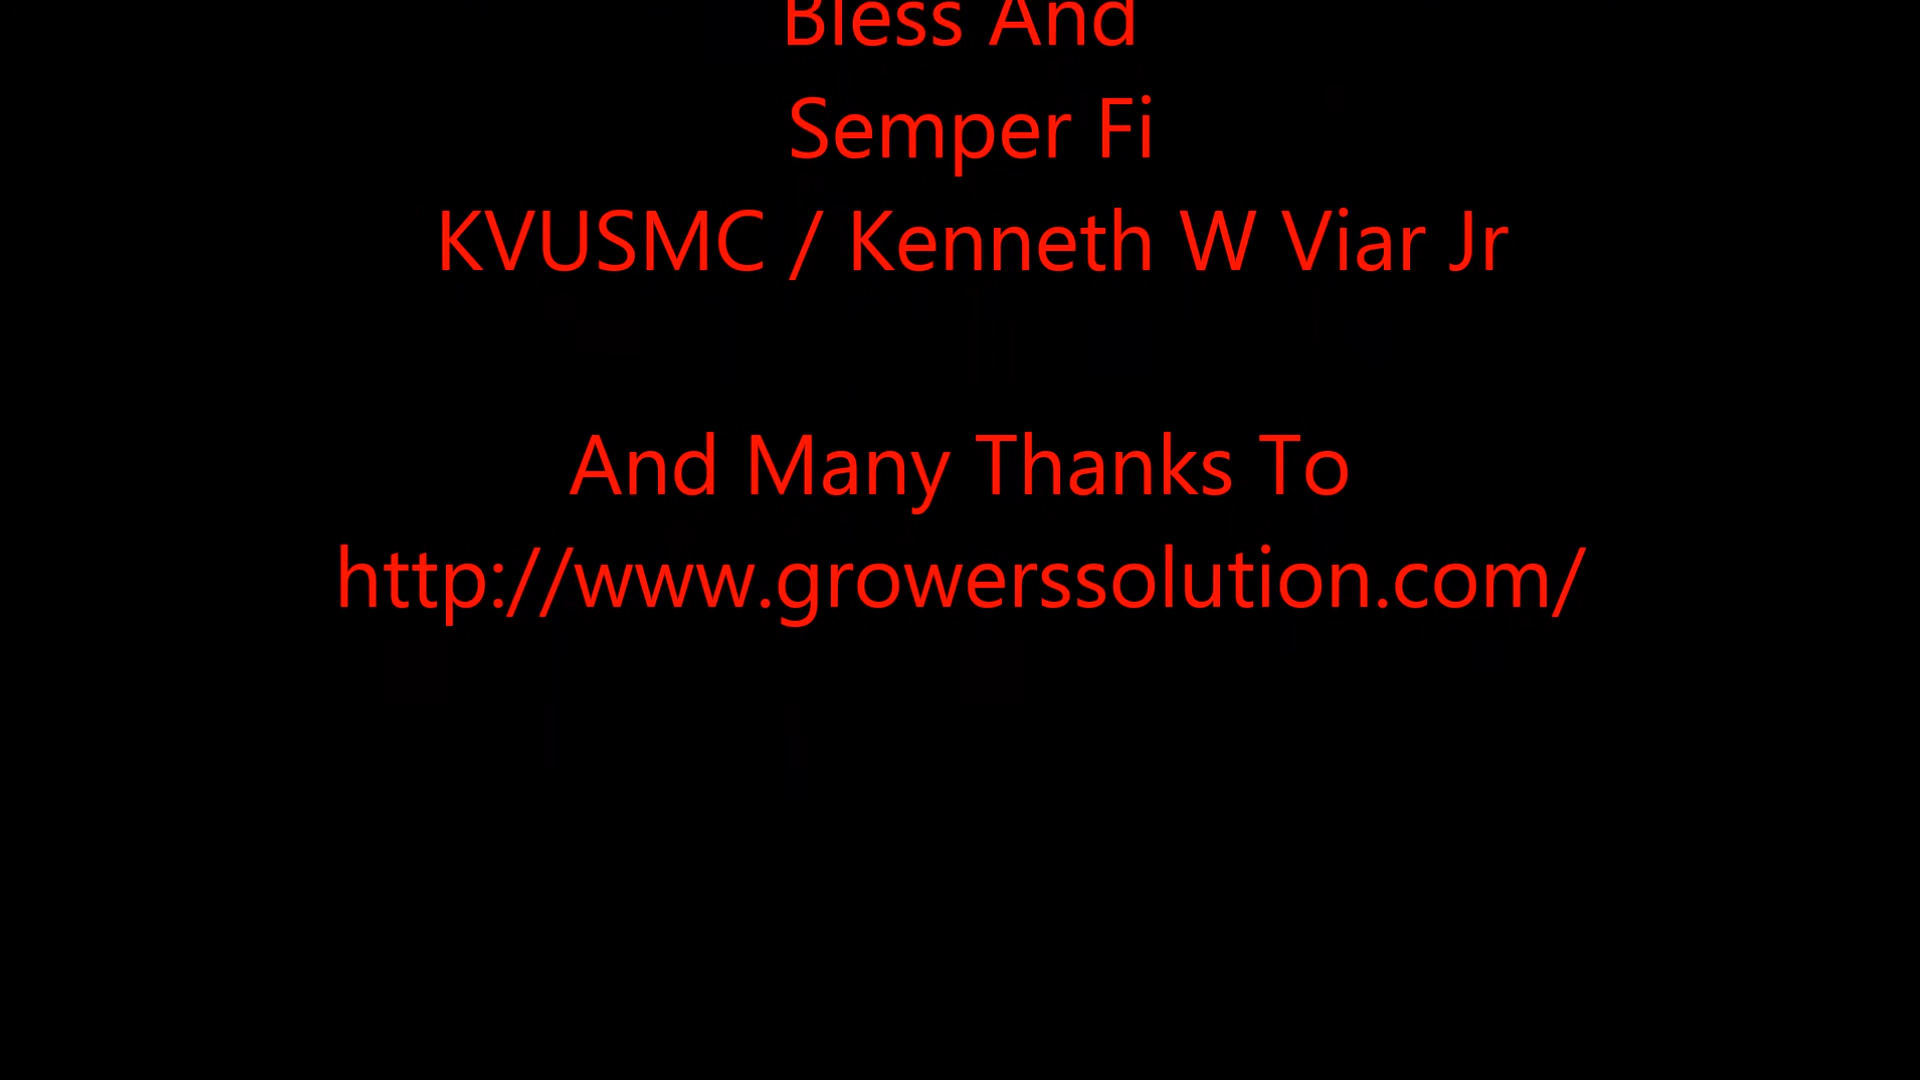 Bless And
Semper Fi
KVUSMC / Kenneth W Viar Jr
And Many Thanks To
http://www.growerssolution.com/